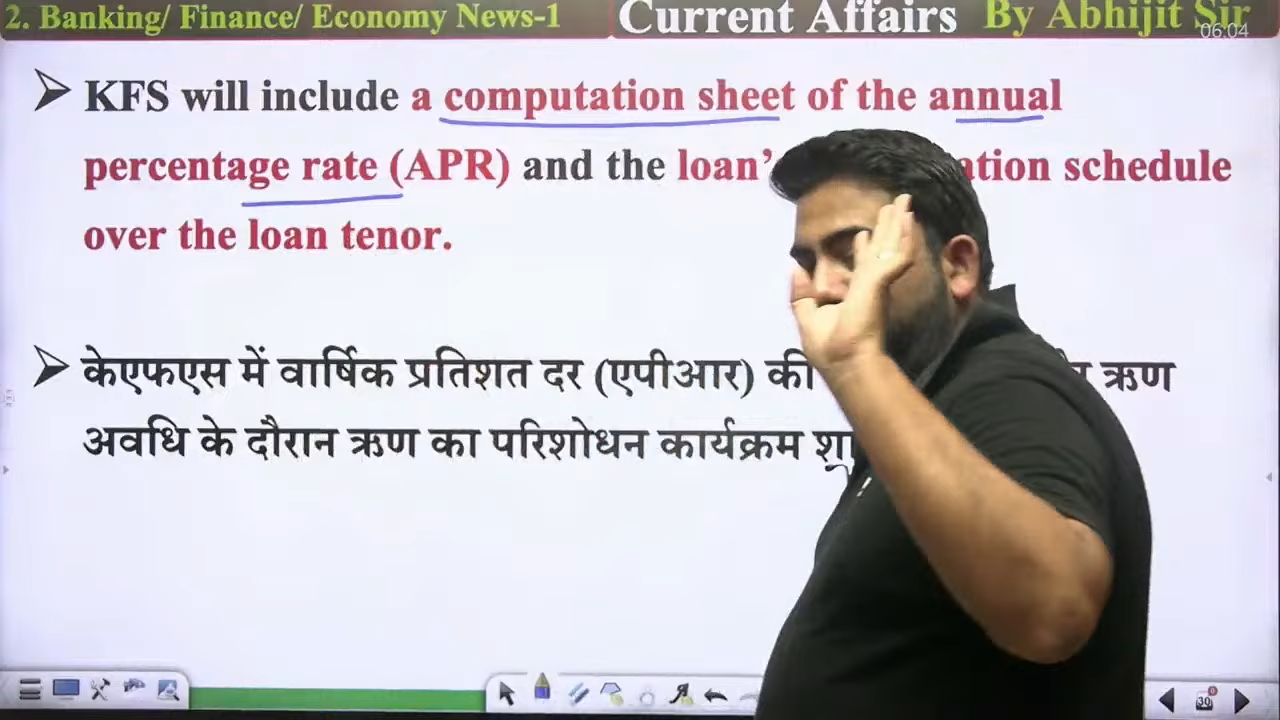 2. Banking/ Finance/ Economy News-1 Current Affairs By Abhijit Sir
06:04
KFS will include a computation sheet of the annual
percentage rate (APR) and the loan’ schedule
over the loan tenor.
केएफएस में वार्षिक प्रतिशत दर (एपीआर) की ऋण
अवधि के दौरान ऋण का परिशोधन कार्यक्रम
30